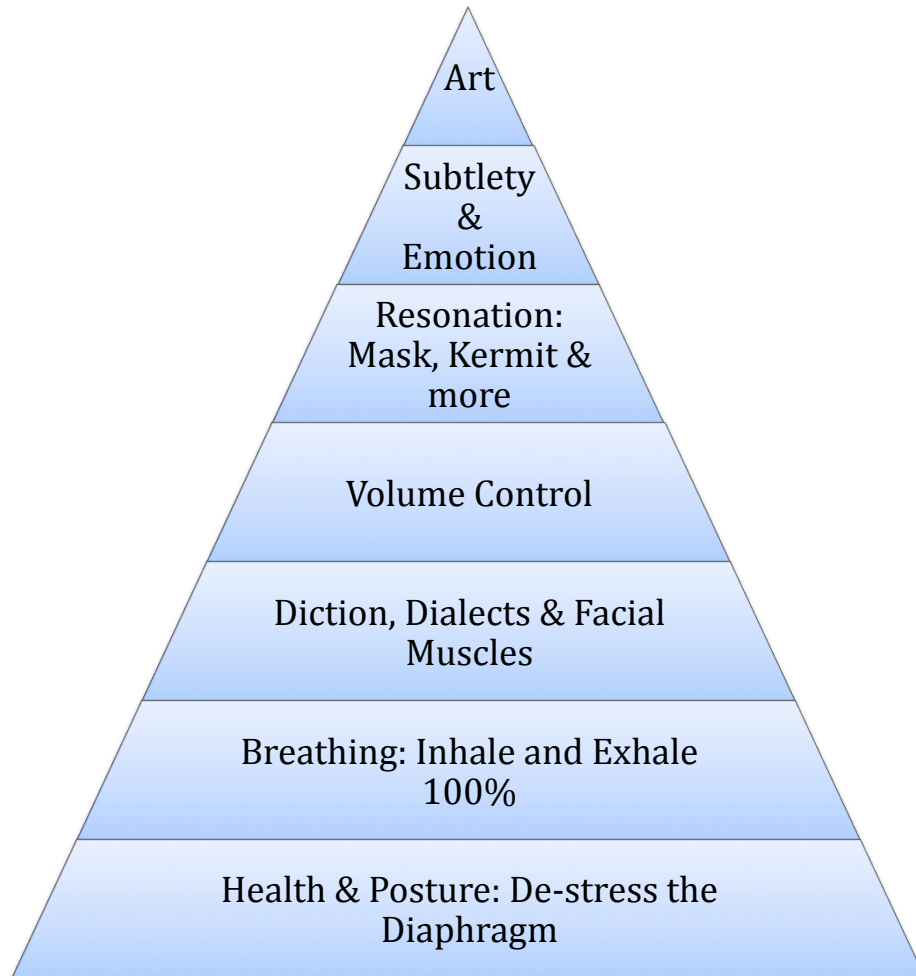 Art
Subtlety
&
Emotion
Resonation:
Mask, Kermit &
more
Volume Control
Diction, Dialects & Facial
Muscles
Breathing: Inhale and Exhale
100%
Health & Posture: De-stress the
Diaphragm